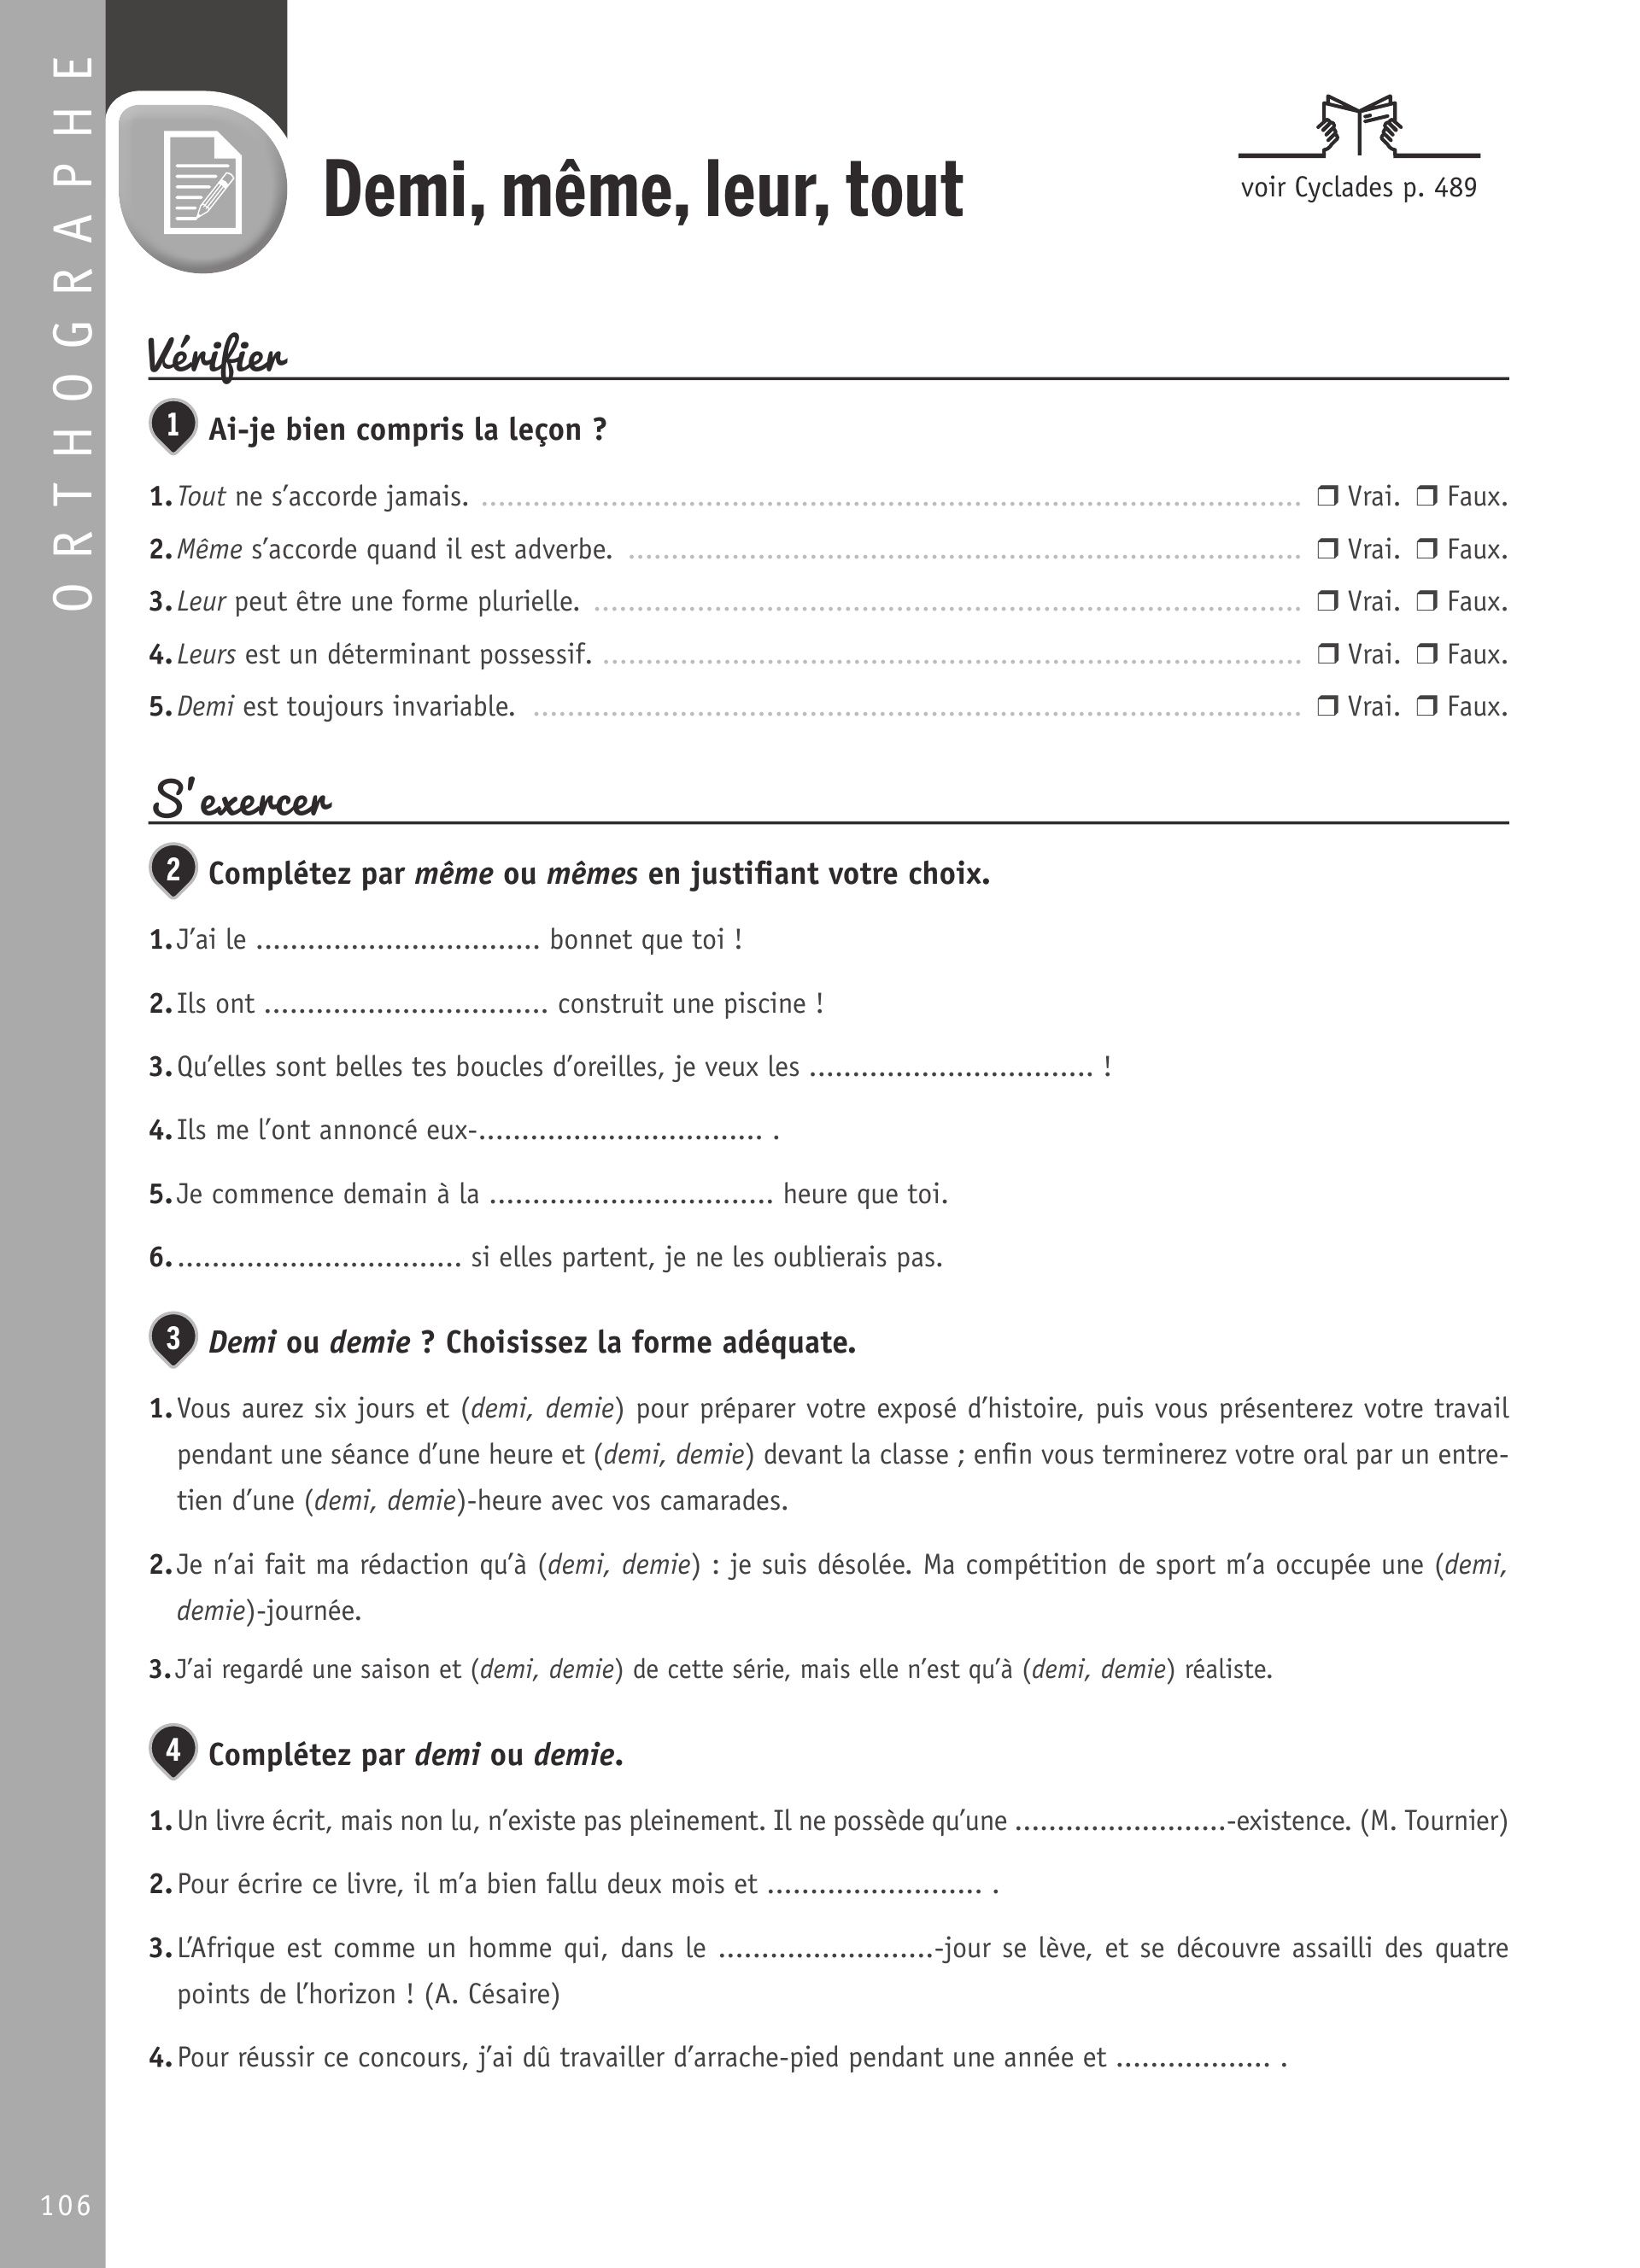 ORTHOGRAPHE
Demi, même, leur, tout
voir Cyclades p. 489
Vérifier
1 Ai-je bien compris la leçon ?
1. Tout ne s’accorde jamais. ................................................ ❒ Vrai. ❒ Faux.
2. Même s’accorde quand il est adverbe. ................................................ ❒ Vrai. ❒ Faux.
3. Leur peut être une forme plurielle. ................................................ ❒ Vrai. ❒ Faux.
4. Leurs est un déterminant possessif. ................................................ ❒ Vrai. ❒ Faux.
5. Demi est toujours invariable. ................................................ ❒ Vrai. ❒ Faux.
S’exercer
2 Complétez par même ou mêmes en justifiant votre choix.
1. J’ai le ................................. bonnet que toi !
2. Ils ont ................................. construit une piscine !
3. Qu’elles sont belles tes boucles d’oreilles, je veux les ................................. !
4. Ils me l’ont annoncé eux-................................. .
5. Je commence demain à la ................................. heure que toi.
6. ................................. si elles partent, je ne les oublierais pas.
3 Demi ou demie ? Choisissez la forme adéquate.
1. Vous aurez six jours et (demi, demie) pour préparer votre exposé d’histoire, puis vous présenterez votre travail
pendant une séance d’une heure et (demi, demie) devant la classe ; enfin vous terminerez votre oral par un entre-
tien d’une (demi, demie)-heure avec vos camarades.
2. Je n’ai fait ma rédaction qu’à (demi, demie) : je suis désolée. Ma compétition de sport m’a occupée une (demi,
demie)-journée.
3. J’ai regardé une saison et (demi, demie) de cette série, mais elle n’est qu’à (demi, demie) réaliste.
4 Complétez par demi ou demie.
1. Un livre écrit, mais non lu, n’existe pas pleinement. Il ne possède qu’une .........................-existence. (M. Tournier)
2. Pour écrire ce livre, il m’a bien fallu deux mois et ......................... .
3. L’Afrique est comme un homme qui, dans le .........................-jour se lève, et se découvre assailli des quatre
points de l’horizon ! (A. Césaire)
4. Pour réussir ce concours, j’ai dû travailler d’arrache-pied pendant une année et .................. .
106